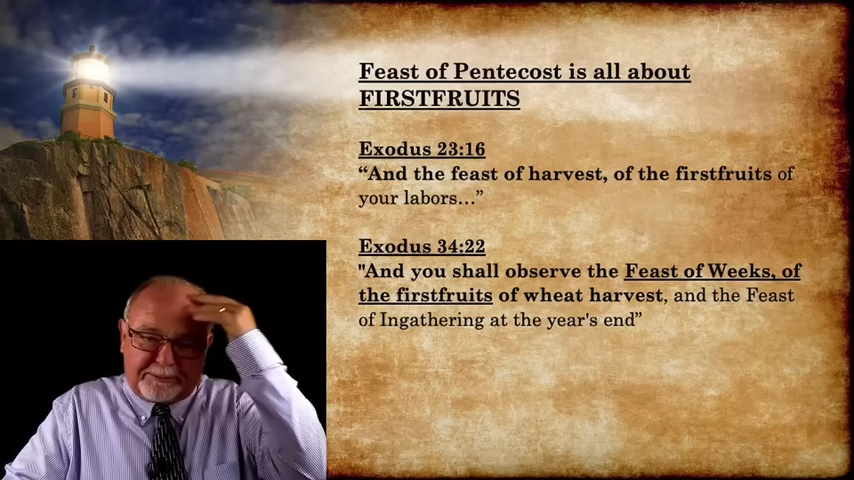 Feast of Pentecost is all about
FIRSTFRUITS
Exodus 23:16
“And the feast of harvest, of the firstfruits of
your labors…”
Exodus 34:22
"And you shall observe the Feast of Weeks, of
the firstfruits of wheat harvest, and the Feast
of Ingathering at the year's end”